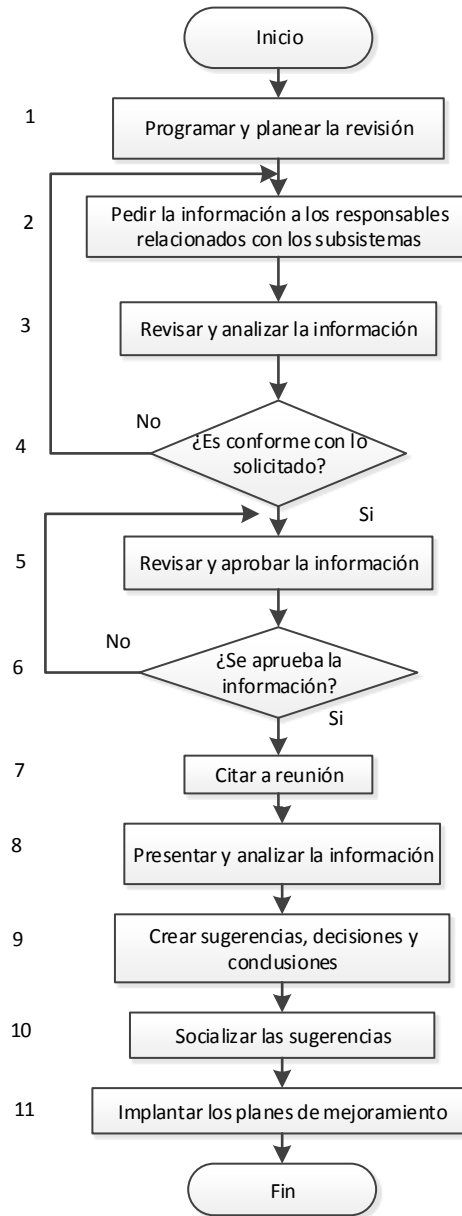 Inicio
1
Programar y planear la revisión
2
Pedir la información a los responsables
relacionados con los subsistemas
3
Revisar y analizar la información
No
4
¿Es conforme con lo
solicitado?
Si
5
Revisar y aprobar la información
No
6
¿Se aprueba la
información?
Si
7
Citar a reunión
8
Presentar y analizar la información
9
Crear sugerencias, decisiones y
conclusiones
10
Socializar las sugerencias
11
Implantar los planes de mejoramiento
Fin